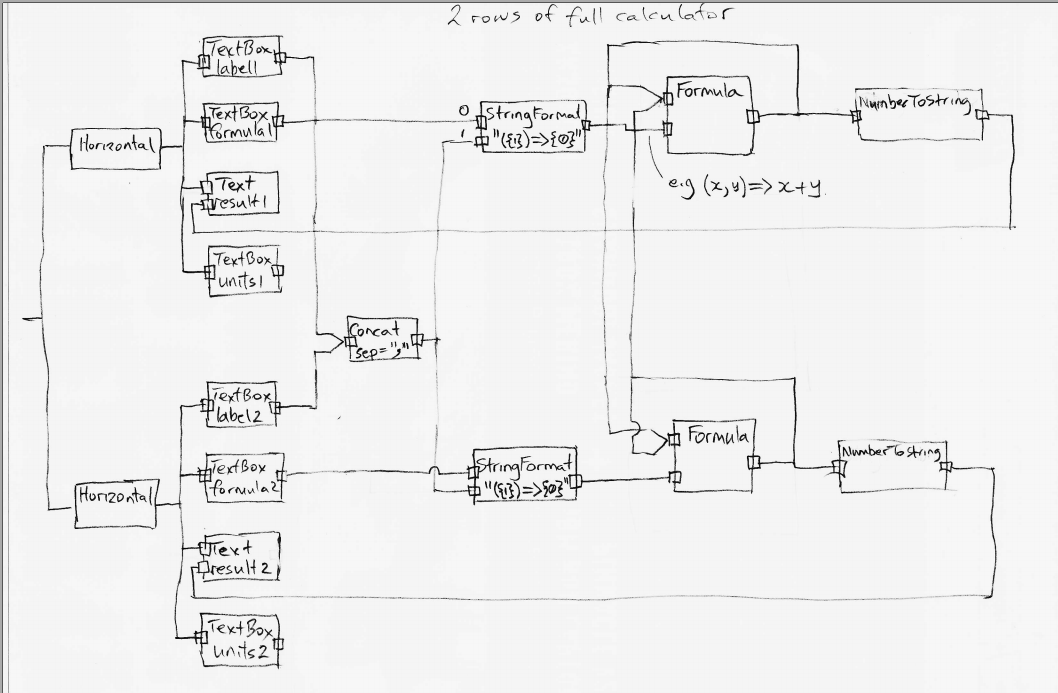 2 rows of full calculator
TextBox
label1
TextBox
formula1
Horizontal
Text
result1
TextBox
units1
0
1
StringFormat
"({1})=>{0}"
Formula
NumberToString
e.g (x,y)=>x+y
Concat
sep=","
TextBox
label2
TextBox
formula2
Horizontal
Text
result2
TextBox
units2
StringFormat
"({1})=>{0}"
Formula
NumberToString